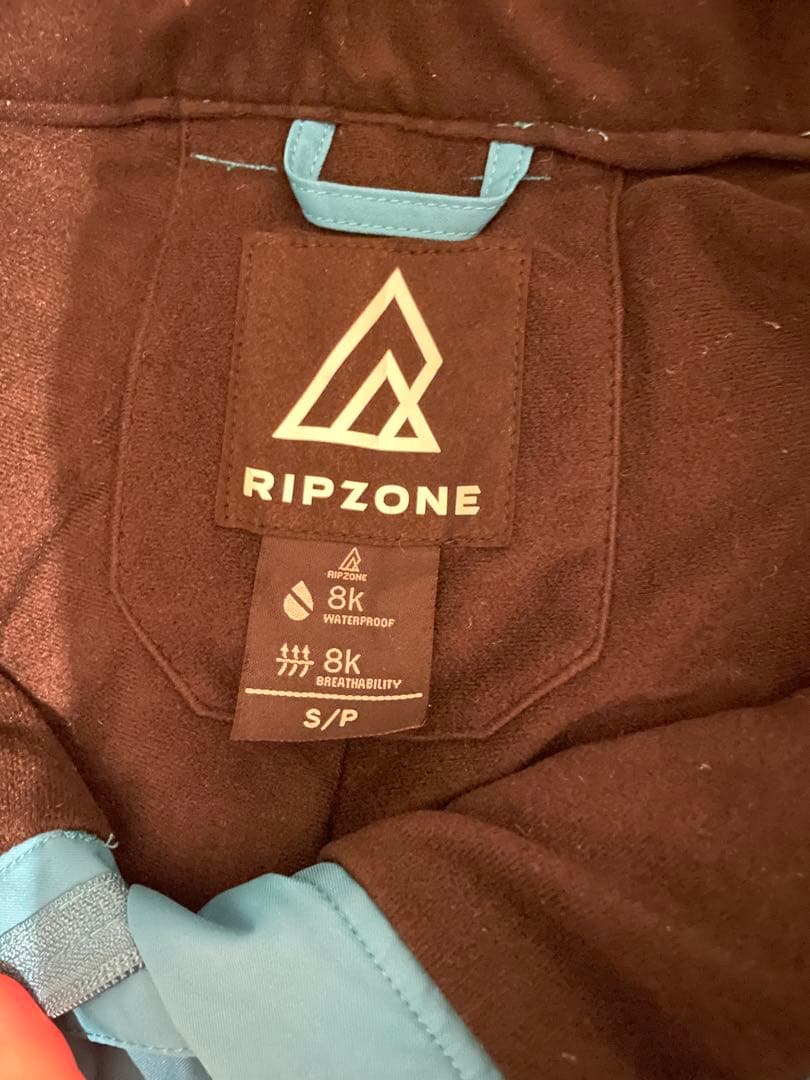 RIPZONE
RIPZONE
8K
WATERPROOF
8K
BREATHABILITY
S/P